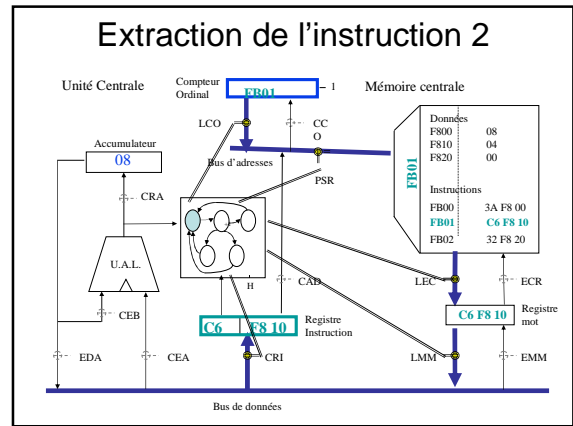 Extraction de l'instruction 2
Unité Centrale
Compteur
Ordinal
FB01
1
Mémoire centrale
LCO
CC
O
Bus d'adresses
PSR
Accumulateur
08
CRA
FB01
Données
F800 08
F810 04
F820 00
Instructions
FB00 3A F8 00
FB01 C6 F8 10
FB02 32 F8 20
U.A.L.
H
CAD
LEC
ECR
CEB
C6 F8 10
Registre
Instruction
C6 F8 10
Registre
mot
EDA
CEA
CRI
LMM
EMM
Bus de données